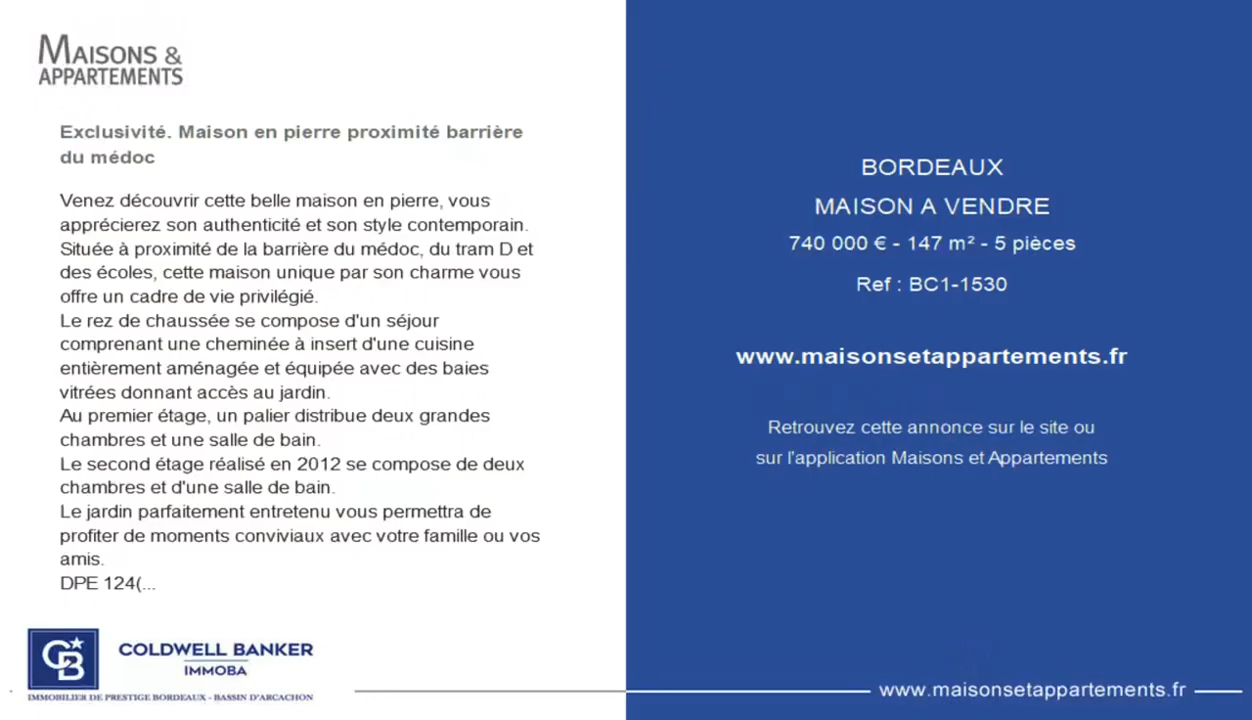 MAISONS &
APPARTEMENTS
Exclusivité. Maison en pierre proximité barrière
du médoc
Venez découvrir cette belle maison en pierre, vous
apprécierez son authenticité et son style contemporain.
Située à proximité de la barrière du médoc, du tram D et
des écoles, cette maison unique par son charme vous
offre un cadre de vie privilégié.
Le rez de chaussée se compose d'un séjour
comprenant une cheminée à insert d'une cuisine
entièrement aménagée et équipée avec des baies
vitrées donnant accès au jardin.
Au premier étage, un palier distribue deux grandes
chambres et une salle de bain.
Le second étage réalisé en 2012 se compose de deux
chambres et d'une salle de bain.
Le jardin parfaitement entretenu vous permettra de
profiter de moments conviviaux avec votre famille ou vos
amis.
DPE 124(...
CB
COLDWELL BANKER
IMMOBA
IMMOBILIER DE PRESTIGE BORDEAUX - BASSIN D'ARCACHON
BORDEAUX
MAISON A VENDRE
740 000 € - 147 m² - 5 pièces
Ref : BC1-1530
www.maisonsetappartements.fr
Retrouvez cette annonce sur le site ou
sur l'application Maisons et Appartements
www.maisonsetappartements.fr